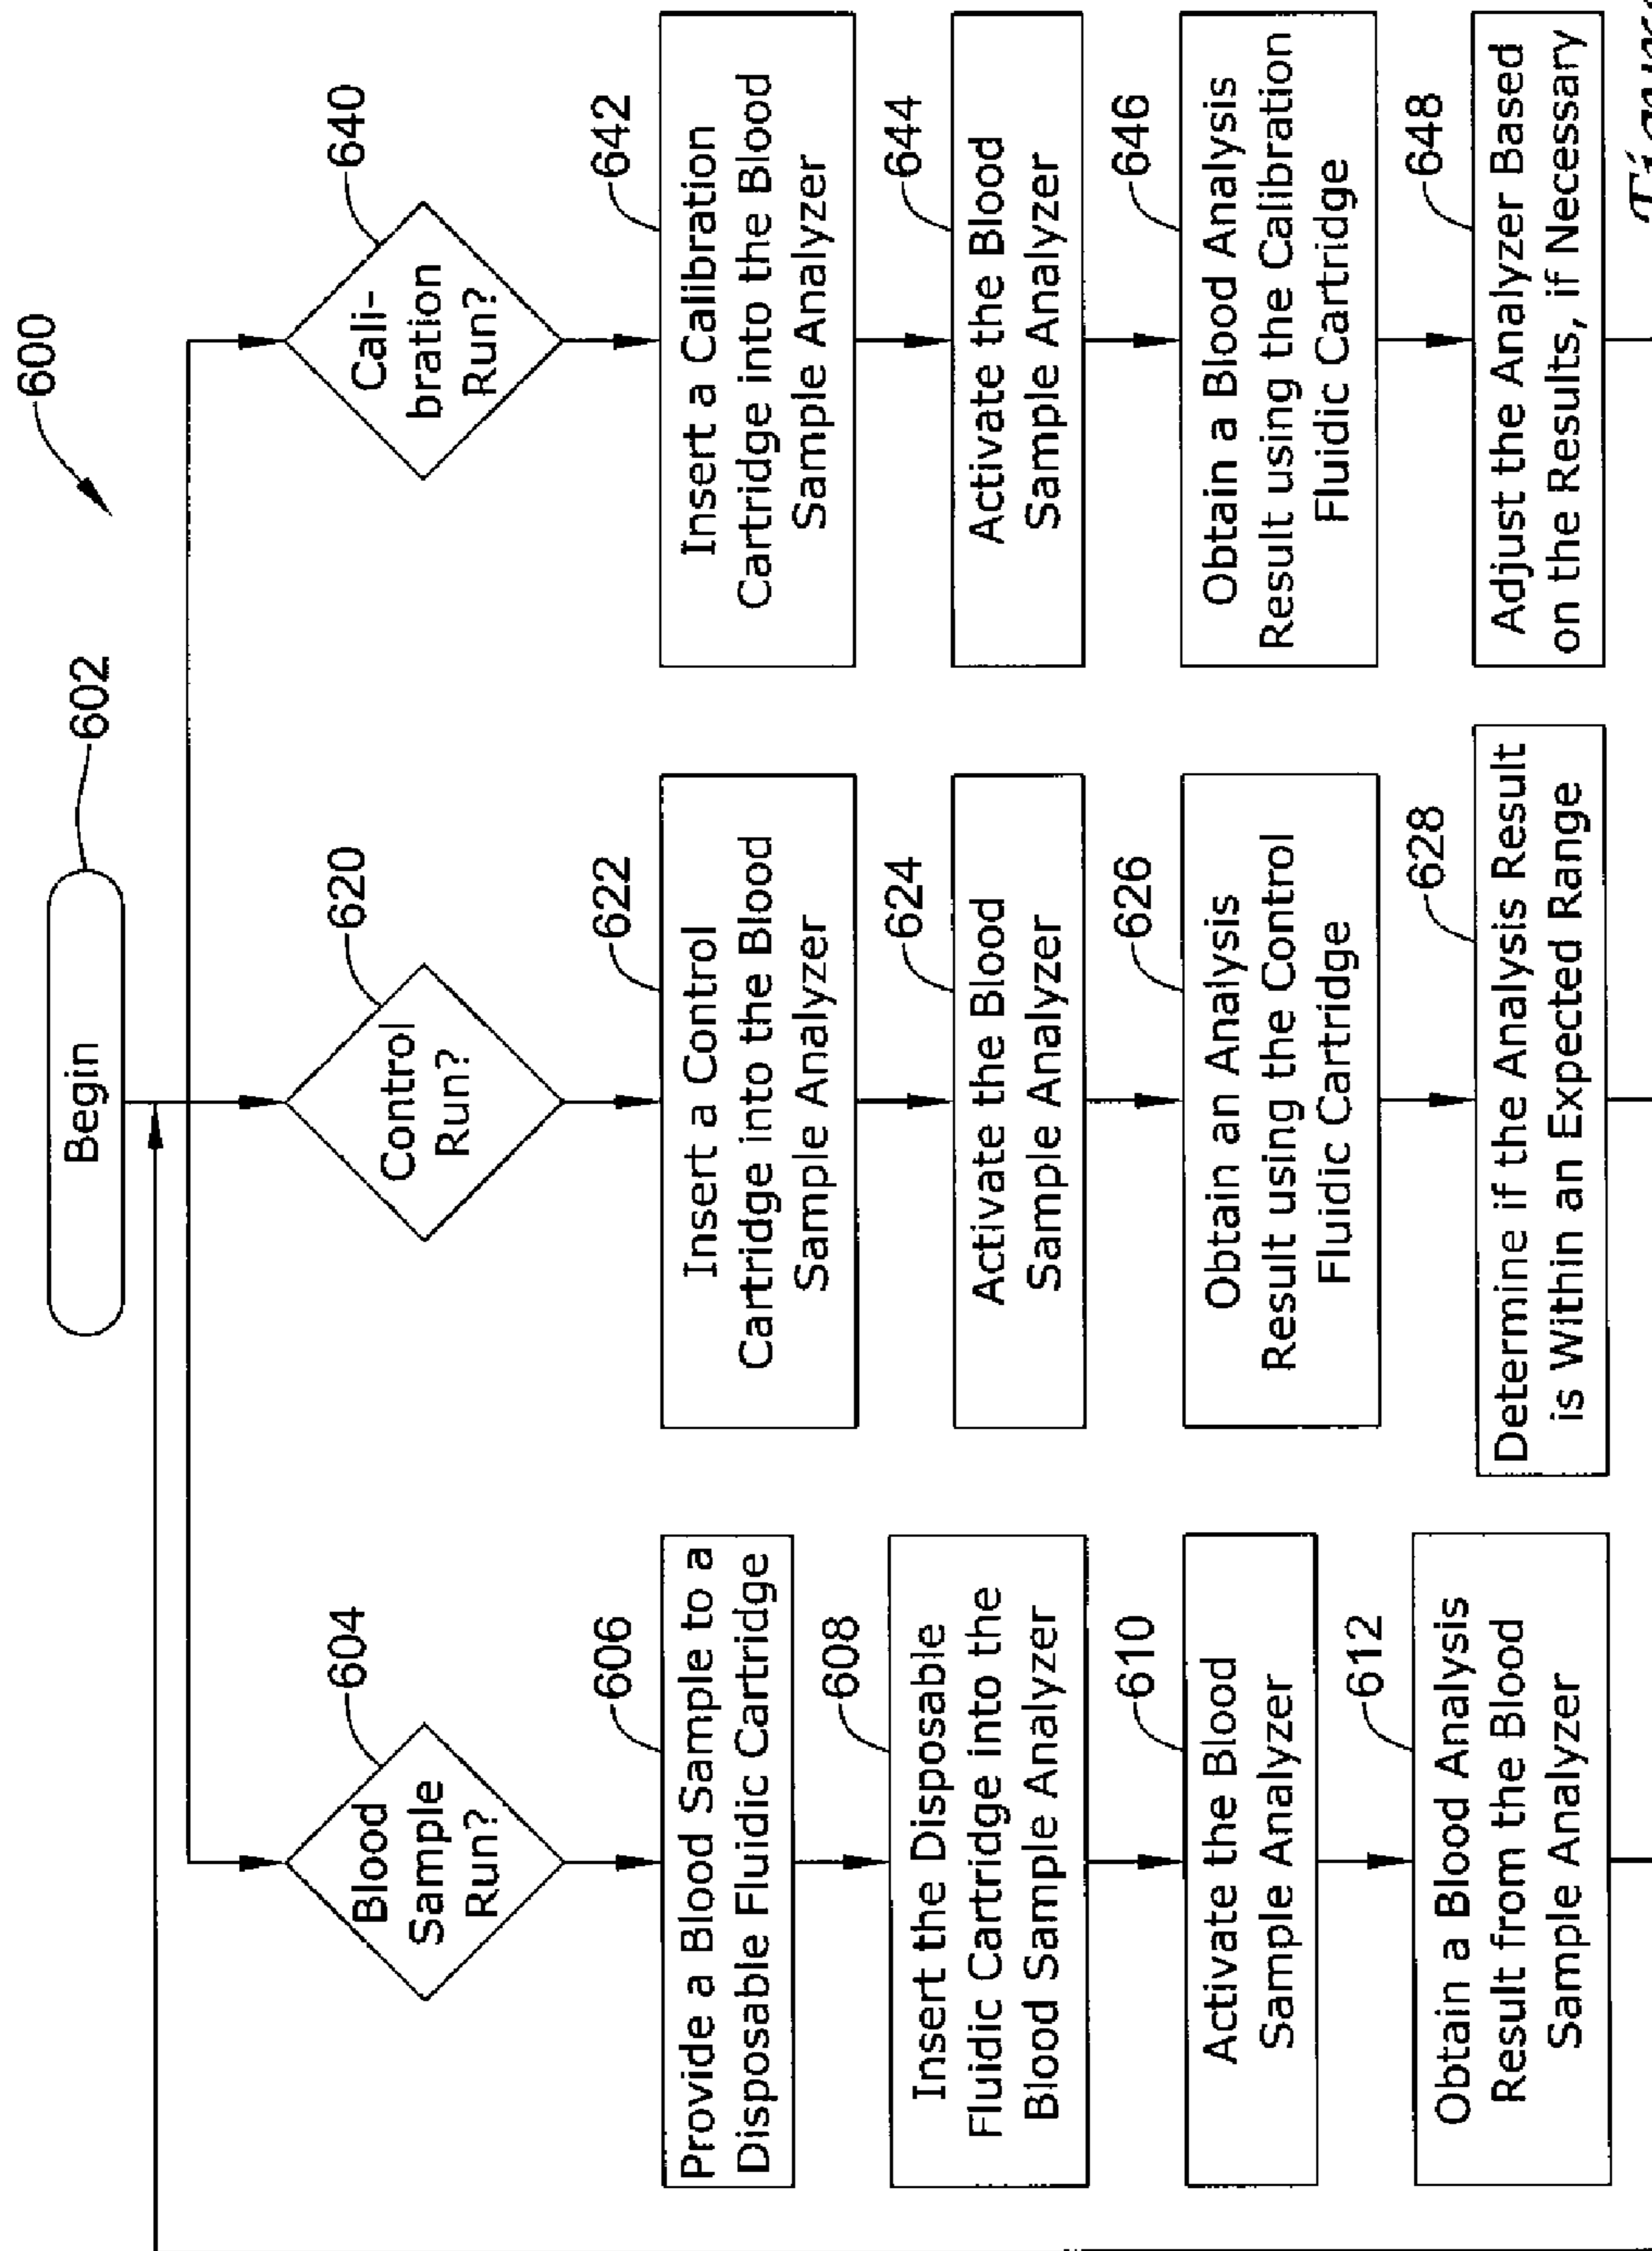 600
Begin
602
Blood
Sample
Run?
604
Provide a Blood Sample to a
Disposable Fluidic Cartridge
606
Insert the Disposable
Fluidic Cartridge into the
Blood Sample Analyzer
608
Activate the Blood
Sample Analyzer
610
Obtain a Blood Analysis
Result from the Blood
Sample Analyzer
612
Control
Run?
620
Insert a Control
Cartridge into the Blood
Sample Analyzer
622
Activate the Blood
Sample Analyzer
624
Obtain an Analysis
Result using the Control
Fluidic Cartridge
626
Determine if the Analysis Result
is Within an Expected Range
628
Cali-
bration
Run?
640
Insert a Calibration
Cartridge into the Blood
Sample Analyzer
642
Activate the Blood
Sample Analyzer
644
Obtain a Blood Analysis
Result using the Calibration
Fluidic Cartridge
646
Adjust the Analyzer Based
on the Results, if Necessary
648